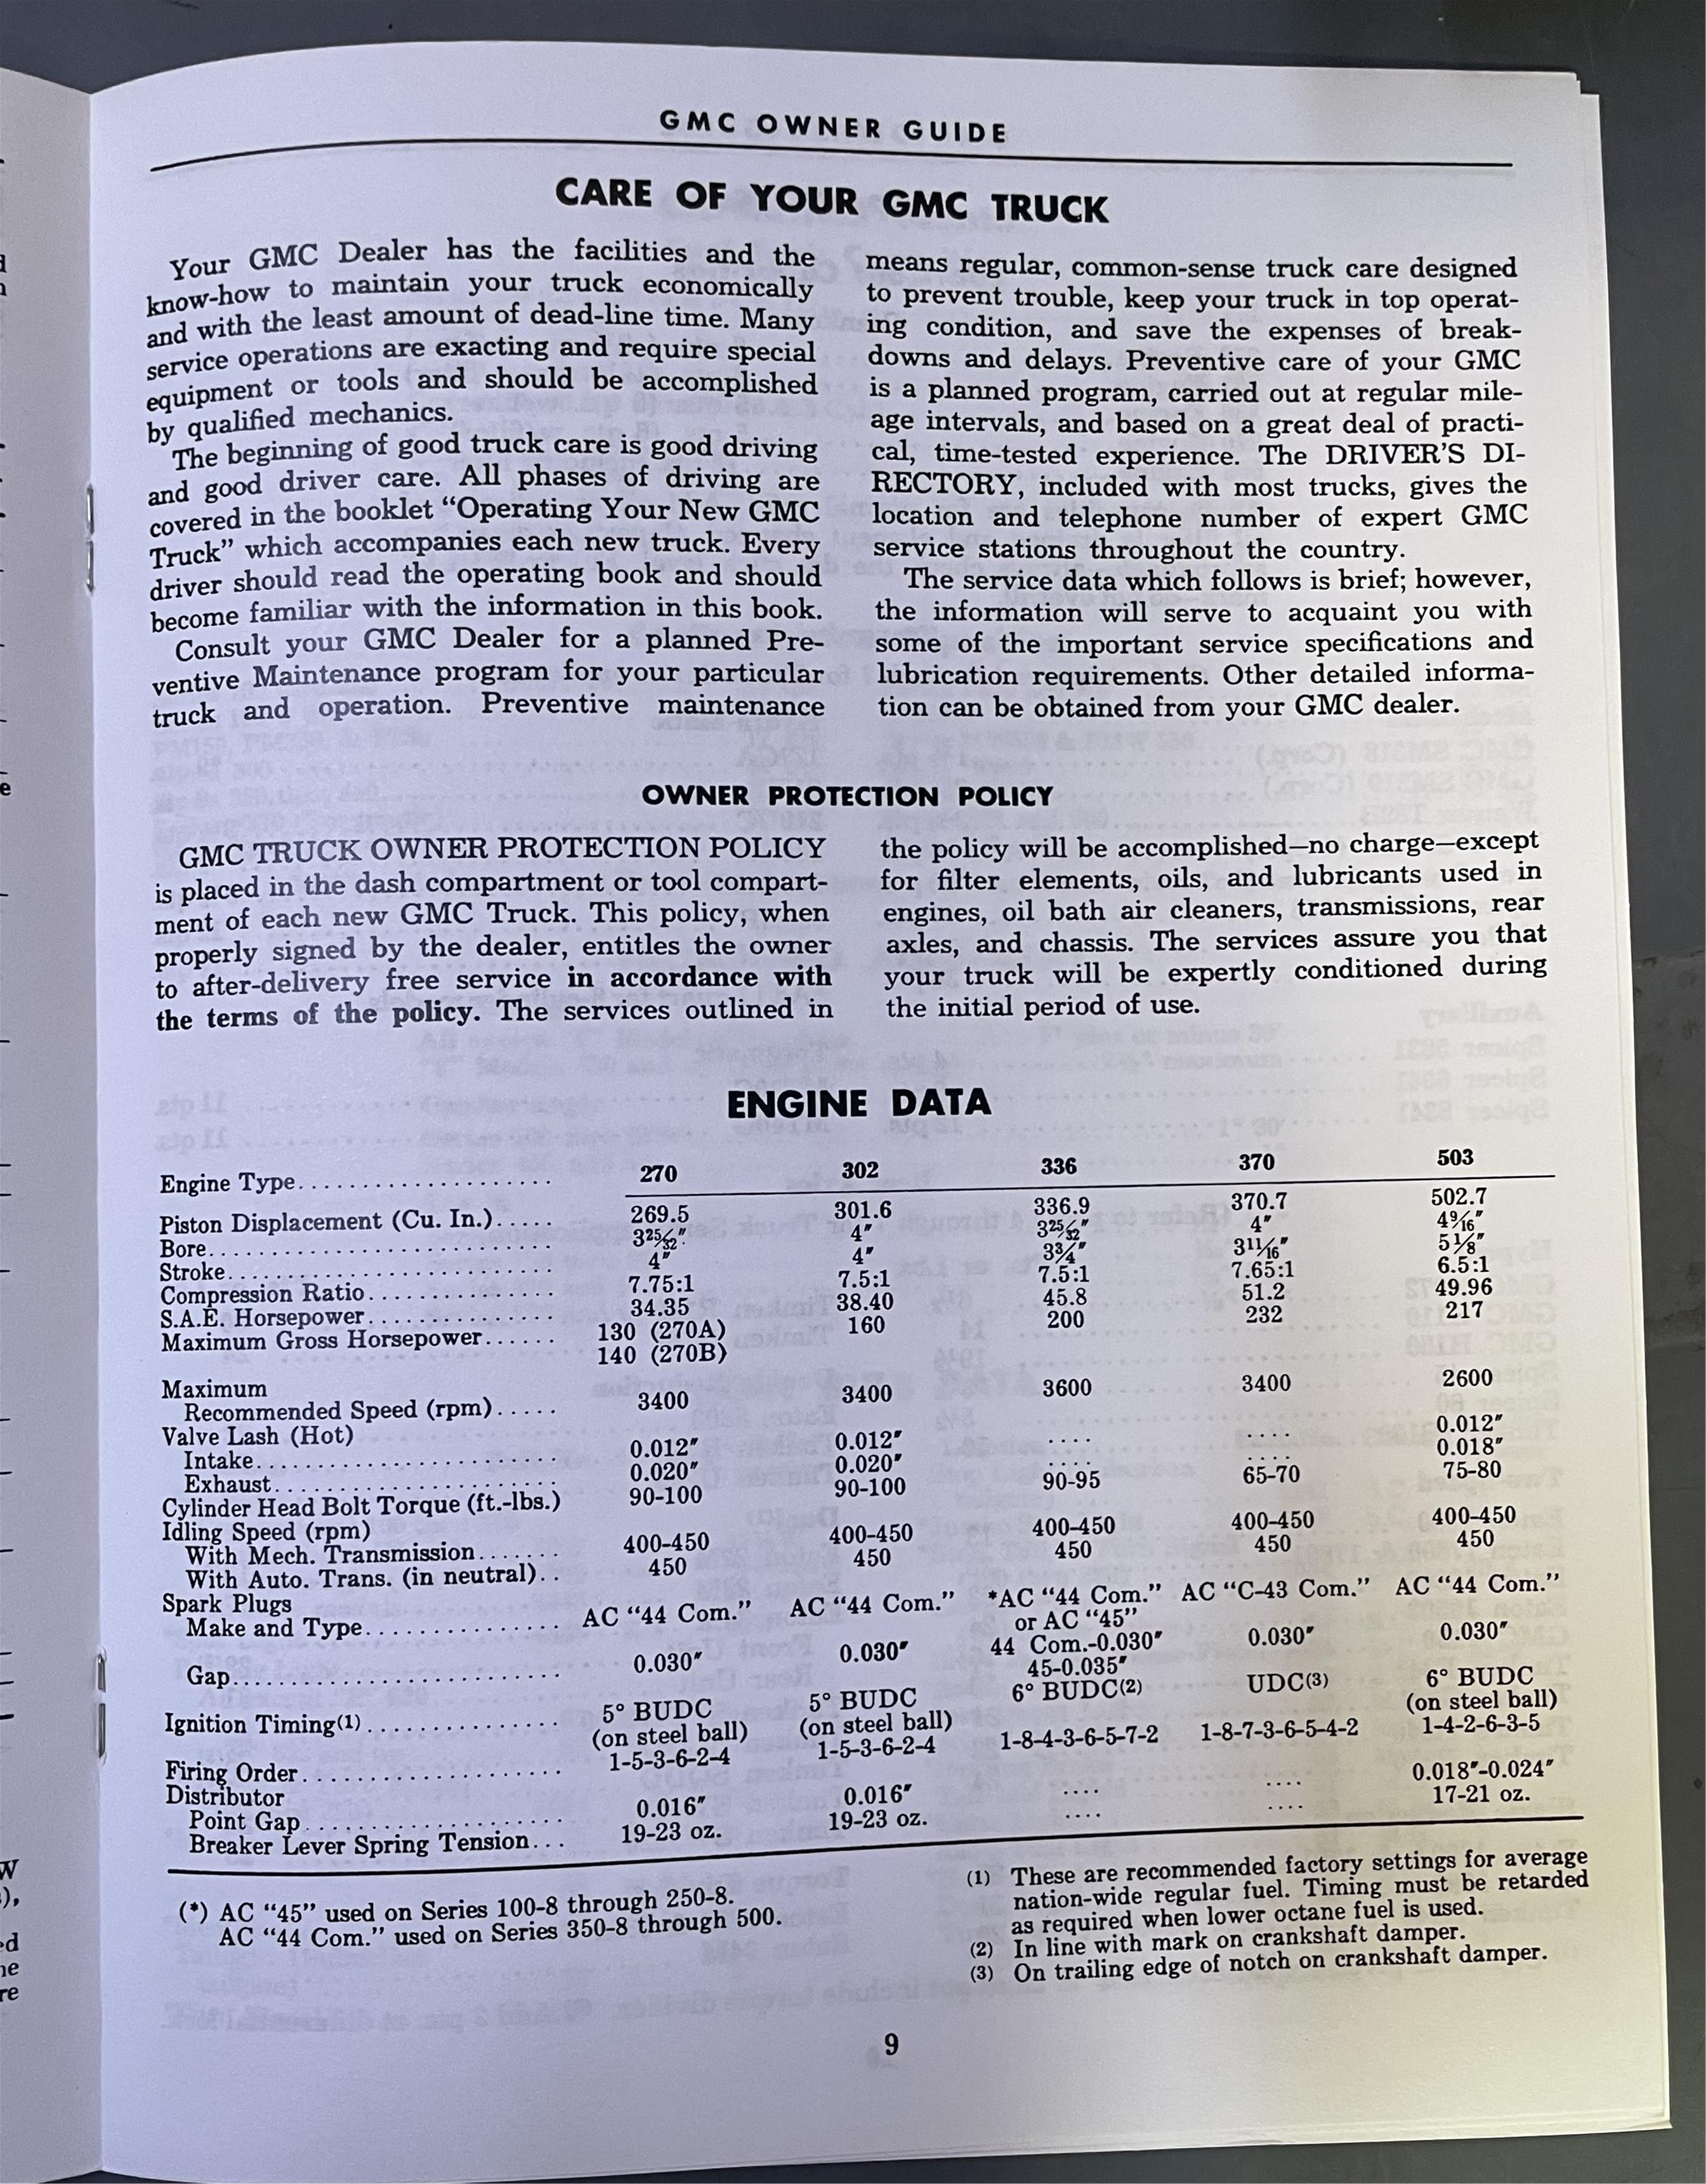 GMC OWNER GUIDE
CARE OF YOUR GMC TRUCK
Your GMC Dealer has the facilities and the
know-how to maintain your truck economically
and with the least amount of dead-line time. Many
service operations are exacting and require special
equipment or tools and should be accomplished
by qualified mechanics.
The beginning of good truck care is good driving
and good driver care. All phases of driving are
covered in the booklet “Operating Your New GMC
Truck” which accompanies each new truck. Every
driver should read the operating book and should
become familiar with the information in this book.
Consult your GMC Dealer for a planned Pre-
ventive Maintenance program for your particular
truck and operation. Preventive maintenance
means regular, common-sense truck care designed
to prevent trouble, keep your truck in top operat-
ing condition, and save the expenses of break-
downs and delays. Preventive care of your GMC
is a planned program, carried out at regular mile-
age intervals, and based on a great deal of practi-
cal, time-tested experience. The DRIVER'S DI-
RECTORY, included with most trucks, gives the
location and telephone number of expert GMC
service stations throughout the country.
The service data which follows is brief; however,
the information will serve to acquaint you with
some of the important service specifications and
lubrication requirements. Other detailed informa-
tion can be obtained from your GMC dealer.
OWNER PROTECTION POLICY
GMC TRUCK OWNER PROTECTION POLICY
is placed in the dash compartment or tool compart-
ment of each new GMC Truck. This policy, when
properly signed by the dealer, entitles the owner
to after-delivery free service in accordance with
the terms of the policy. The services outlined in
the policy will be accomplished—no charge—except
for filter elements, oils, and lubricants used in
engines, oil bath air cleaners, transmissions, rear
axles, and chassis. The services assure you that
your truck will be expertly conditioned during
the initial period of use.
ENGINE DATA
Engine Type..................... 270 302 336 370 503
Piston Displacement (Cu. In.)..... 269.5 301.6 336.9 370.7 502.7
Bore............................ 3 25/32″ 4″ 3 25/32″ 4″ 4 9/16″
Stroke.......................... 4″ 4″ 3 3/4″ 3 11/16″ 5 1/8″
Compression Ratio............... 7.75:1 7.5:1 7.5:1 7.65:1 6.5:1
S.A.E. Horsepower............... 34.35 38.40 45.8 51.2 49.96
Maximum Gross Horsepower...... 130 (270A) 160 200 232 217
140 (270B)
Maximum
Recommended Speed (rpm)..... 3400 3400 3600 3400 2600
Valve Lash (Hot)
Intake........................ 0.012″ 0.012″ .... .... 0.012″
Exhaust....................... 0.020″ 0.020″ .... .... 0.018″
Cylinder Head Bolt Torque (ft.-lbs.) 90-100 90-100 90-95 65-70 75-80
Idling Speed (rpm)
With Mech. Transmission....... 400-450 400-450 400-450 400-450 400-450
With Auto. Trans. (in neutral).. 450 450 450 450 450
Spark Plugs
Make and Type................ AC “44 Com.” AC “44 Com.” *AC “44 Com.” AC “C-43 Com.” AC “44 Com.”
or AC “45”
Gap........................... 0.030″ 0.030″ 44 Com.-0.030″ 0.030″ 0.030″
45-0.035″
Ignition Timing(1)................ 5° BUDC 5° BUDC 6° BUDC(2) UDC(3) 6° BUDC
(on steel ball) (on steel ball) (on steel ball)
Firing Order..................... 1-5-3-6-2-4 1-5-3-6-2-4 1-8-4-3-6-5-7-2 1-8-7-3-6-5-4-2 1-4-2-6-3-5
Distributor
Point Gap..................... 0.016″ 0.016″ .... .... 0.018″-0.024″
Breaker Lever Spring Tension... 19-23 oz. 19-23 oz. .... .... 17-21 oz.
(*) AC “45” used on Series 100-8 through 250-8.
AC “44 Com.” used on Series 350-8 through 500.
(1) These are recommended factory settings for average
nation-wide regular fuel. Timing must be retarded
as required when lower octane fuel is used.
(2) In line with mark on crankshaft damper.
(3) On trailing edge of notch on crankshaft damper.
9